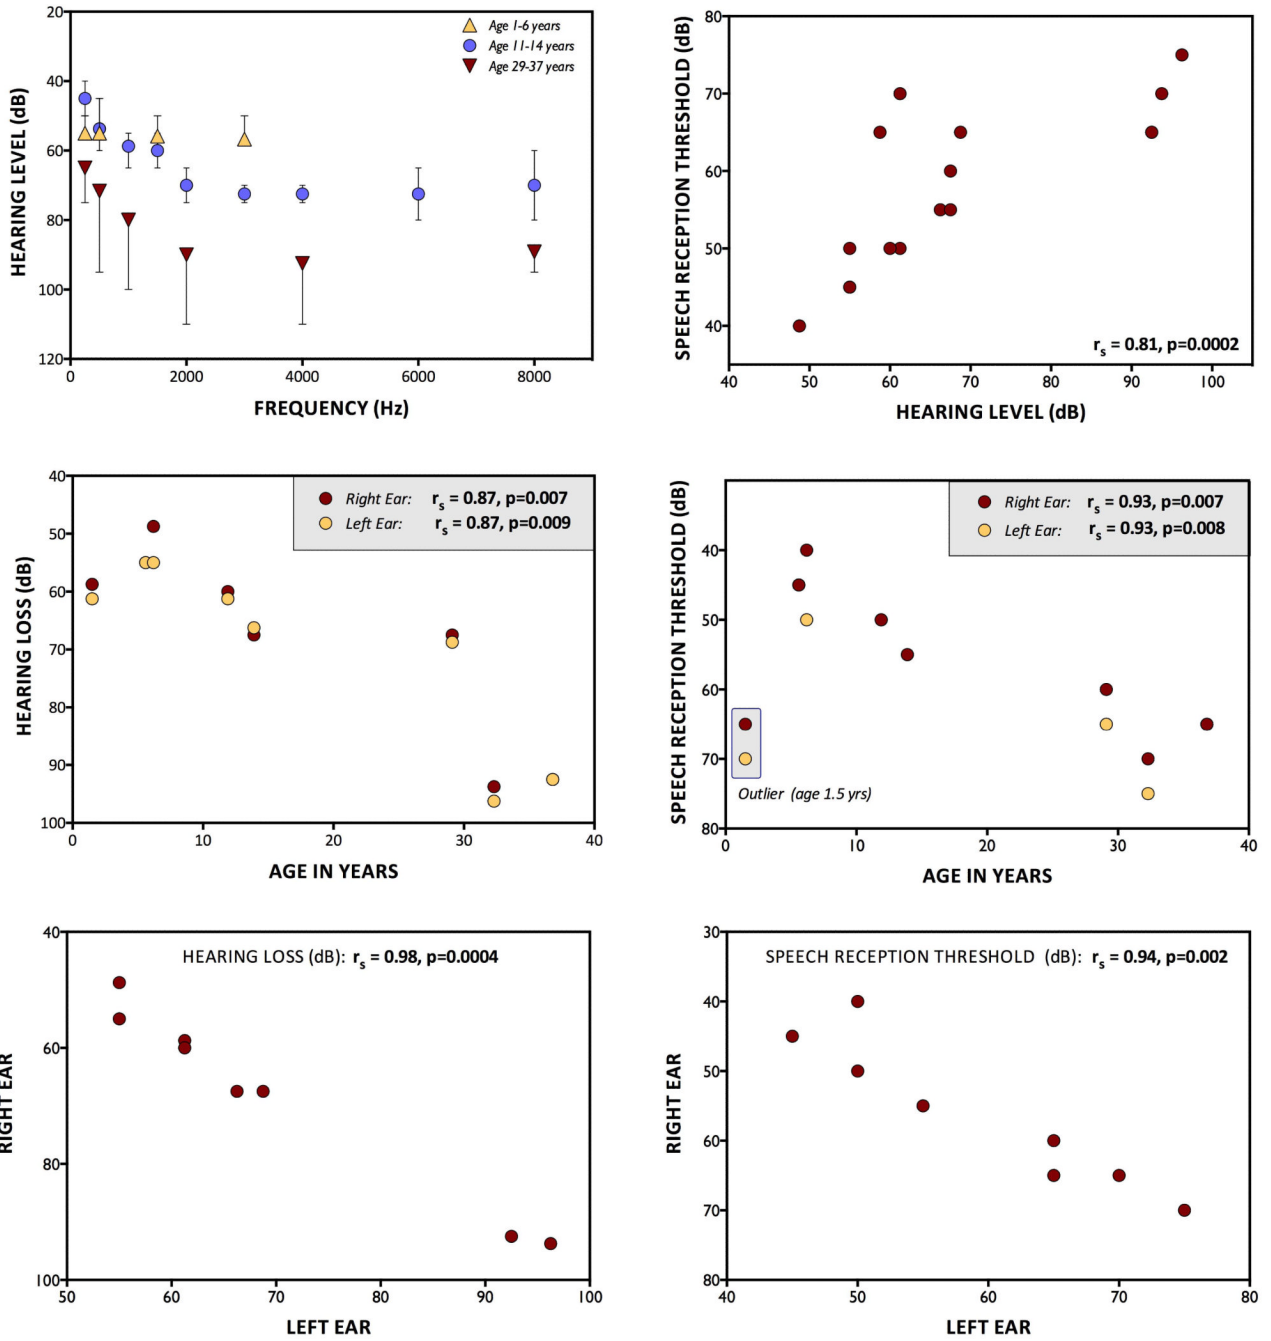 20
40
60
80
100
120
HEARING LEVEL (dB)
Age 1-6 years
Age 11-14 years
Age 29-37 years
0 2000 4000 6000 8000
FREQUENCY (Hz)
80
70
60
50
40
SPEECH RECEPTION THRESHOLD (dB)
rs = 0.81, p=0.0002
40 50 60 70 80 90 100
HEARING LEVEL (dB)
40
50
60
70
80
90
100
HEARING LOSS (dB)
Right Ear: rs = 0.87, p=0.007
Left Ear: rs = 0.87, p=0.009
0 10 20 30 40
AGE IN YEARS
40
50
60
70
80
SPEECH RECEPTION THRESHOLD (dB)
Right Ear: rs = 0.93, p=0.007
Left Ear: rs = 0.93, p=0.008
Outlier (age 1.5 yrs)
0 10 20 30 40
AGE IN YEARS
40
60
80
100
RIGHT EAR
HEARING LOSS (dB): rs = 0.98, p=0.0004
50 60 70 80 90 100
LEFT EAR
30
40
50
60
70
80
RIGHT EAR
SPEECH RECEPTION THRESHOLD (dB): rs = 0.94, p=0.002
40 50 60 70 80
LEFT EAR